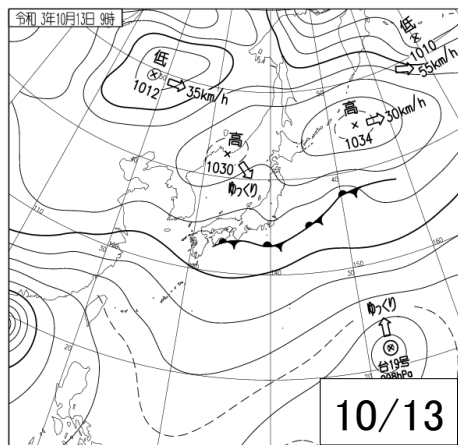 令和 3年10月13日 9時
低
1010
55km/h
低
1012
35km/h
高
1034
30km/h
高
1030
ゆっくり
ゆっくり
台19号
998hPa
10/13